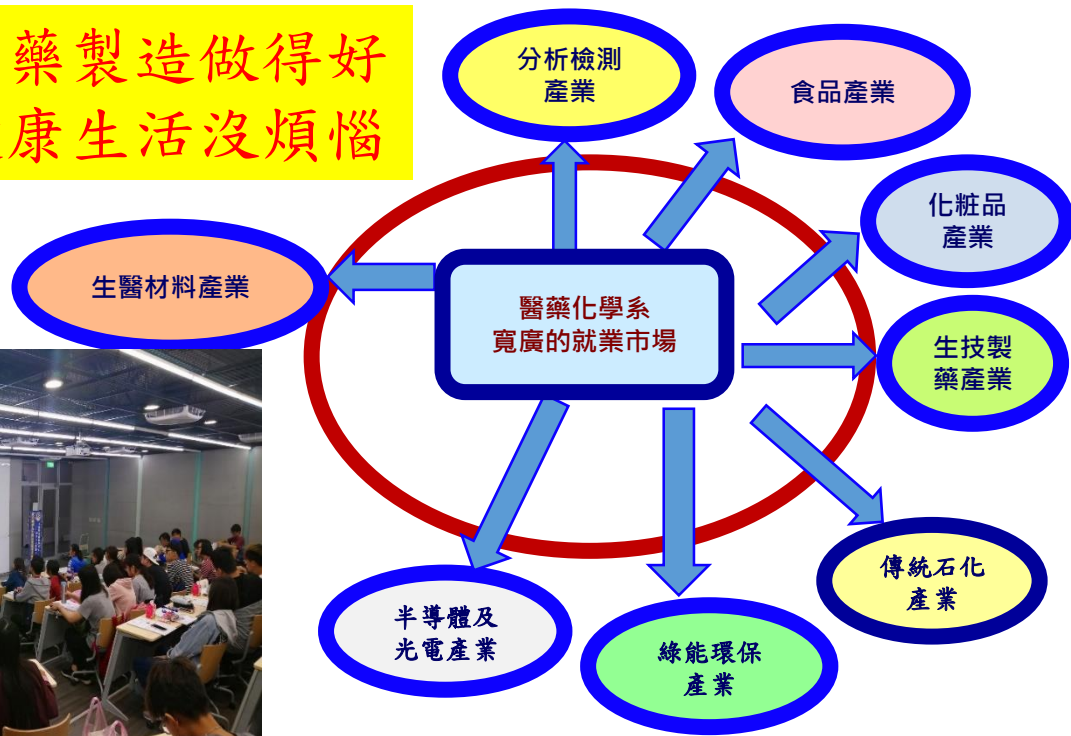 藥製造做得好
康生活沒煩惱
分析檢測
產業
食品產業
化粧品
產業
生醫材料產業
醫藥化學系
寬廣的就業市場
生技製
藥產業
傳統石化
產業
半導體及
光電產業
綠能環保
產業